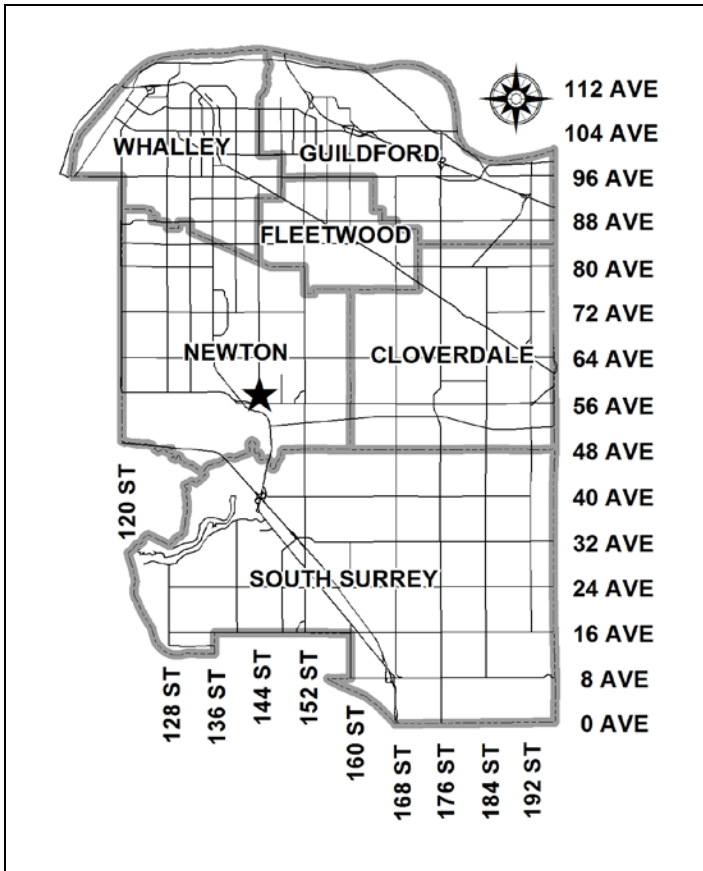 112 AVE
104 AVE
WHALLEY
GUILDFORD
96 AVE
88 AVE
FLEETWOOD
80 AVE
72 AVE
NEWTON
CLOVERDALE
64 AVE
56 AVE
48 AVE
120 ST
40 AVE
32 AVE
SOUTH SURREY
24 AVE
16 AVE
8 AVE
0 AVE
128 ST
136 ST
144 ST
152 ST
160 ST
168 ST
176 ST
184 ST
192 ST